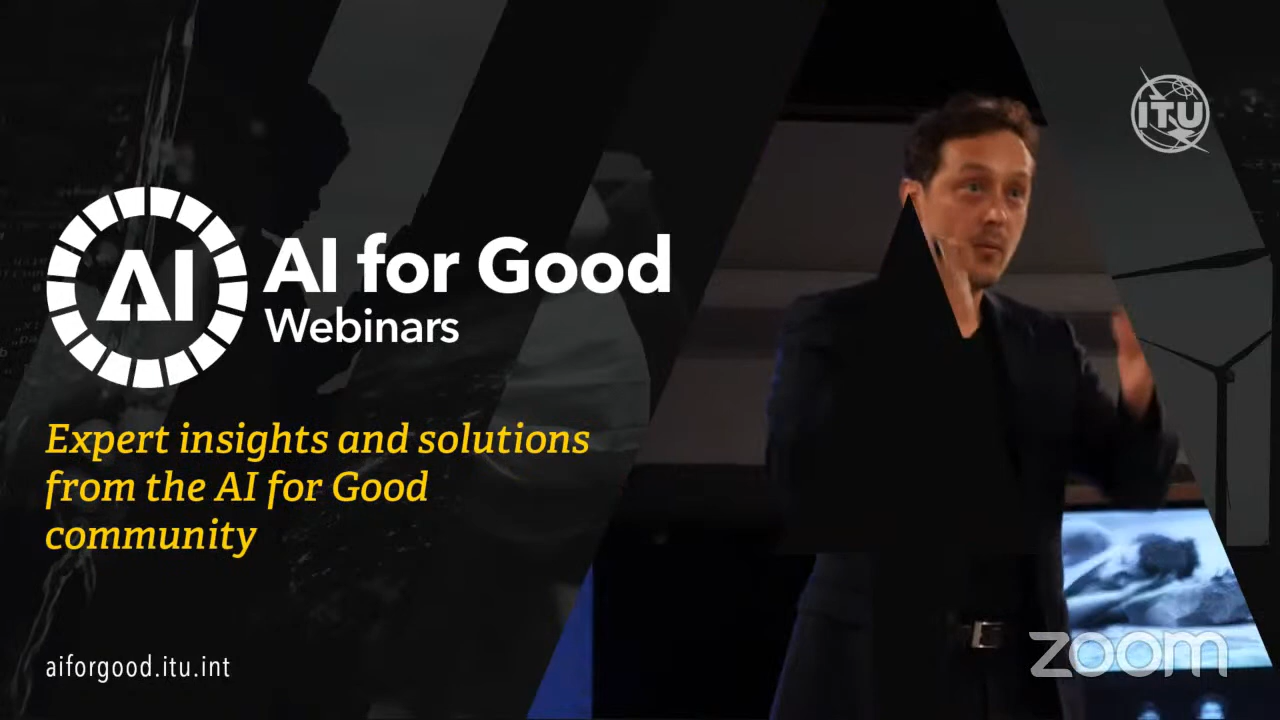 ITU
AI
AI for Good
Webinars
Expert insights and solutions
from the AI for Good
community
aiforgood.itu.int
zoom